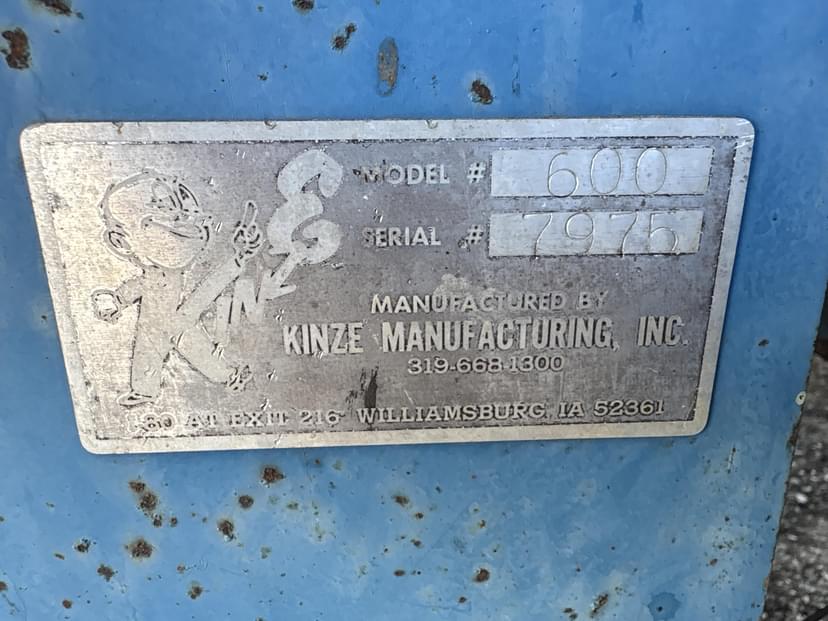 KINZE
MODEL # 600
SERIAL # 7975
MANUFACTURED BY
KINZE MANUFACTURING, INC.
319-668-1300
I-80 AT EXIT 216 WILLIAMSBURG, IA 52361